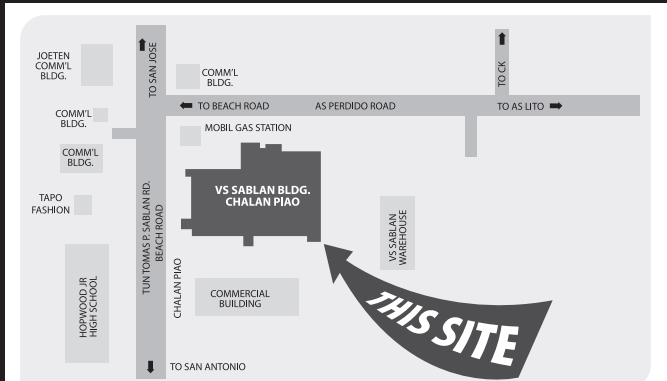 JOETEN
COMM'L
BLDG.
TO SAN JOSE
COMM'L
BLDG.
TO CK
TO BEACH ROAD
AS PERDIDO ROAD
TO AS LITO
COMM'L
BLDG.
MOBIL GAS STATION
COMM'L
BLDG.
VS SABLAN BLDG.
CHALAN PIAO
TAPO
FASHION
TUN TOMAS P. SABLAN RD.
BEACH ROAD
CHALAN PIAO
VS SABLAN
WAREHOUSE
HOPWOOD JR
HIGH SCHOOL
COMMERCIAL
BUILDING
THIS SITE
TO SAN ANTONIO